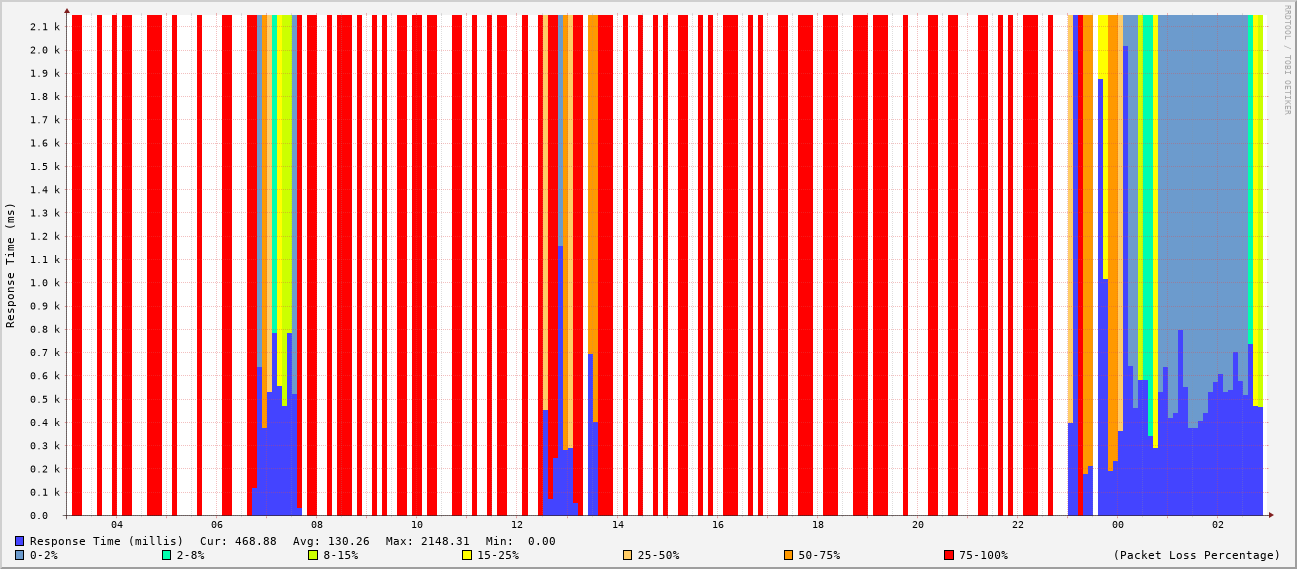 RRDTOOL / TOBI OETIKER
Response Time (ms)
2.1 k
2.0 k
1.9 k
1.8 k
1.7 k
1.6 k
1.5 k
1.4 k
1.3 k
1.2 k
1.1 k
1.0 k
0.9 k
0.8 k
0.7 k
0.6 k
0.5 k
0.4 k
0.3 k
0.2 k
0.1 k
0.0
04 06 08 10 12 14 16 18 20 22 00 02
Response Time (millis) Cur: 468.88 Avg: 130.26 Max: 2148.31 Min: 0.00
0-2% 2-8% 8-15% 15-25% 25-50% 50-75% 75-100% (Packet Loss Percentage)